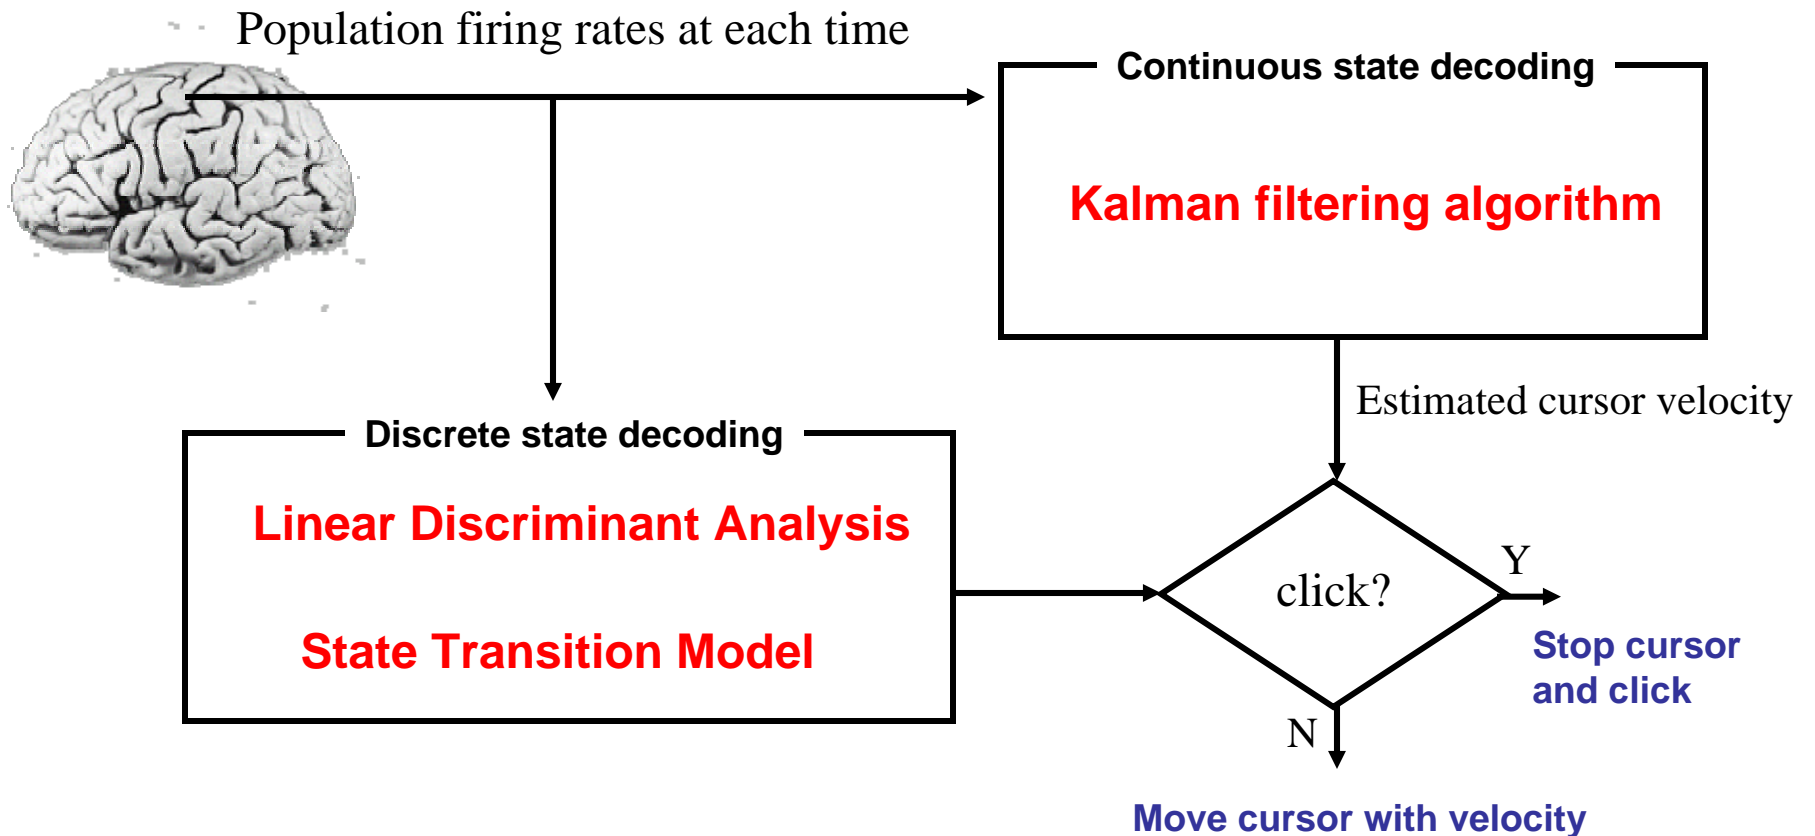 Population firing rates at each time
Continuous state decoding
Kalman filtering algorithm
Estimated cursor velocity
Discrete state decoding
Linear Discriminant Analysis
State Transition Model
click?
Y
Stop cursor
and click
N
Move cursor with velocity